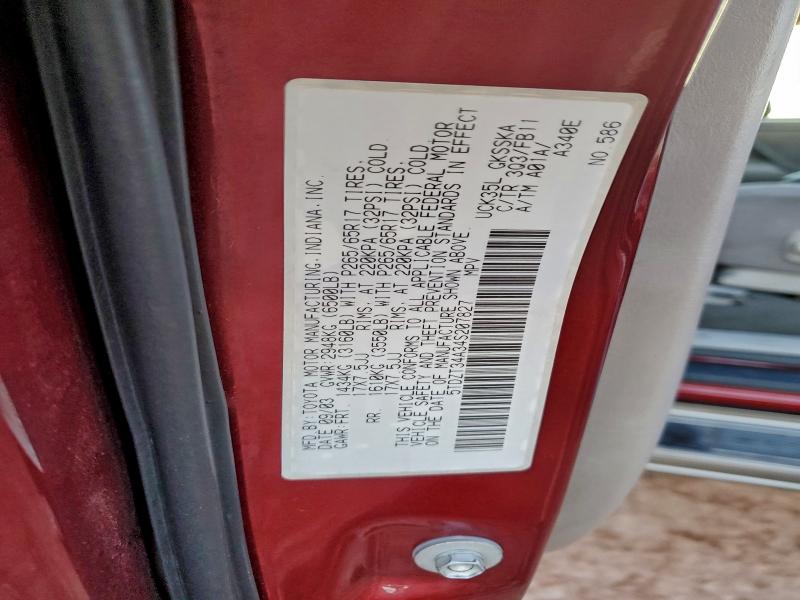 MFD.BY:TOYOTA MOTOR MANUFACTURING,INDIANA,INC.
DATE 09/03 GVWR:2948KG(6500LB)
GAWR:FRT. 1434KG(3160LB) WITH P265/65R17 TIRES,
17X7.5JJ RIMS, AT 220KPA(32PSI) COLD
RR. 1610KG(3550LB) WITH P265/65R17 TIRES,
17X7.5JJ RIMS, AT 220KPA(32PSI) COLD
THIS VEHICLE CONFORMS TO ALL APPLICABLE FEDERAL MOTOR
VEHICLE SAFETY AND THEFT PREVENTION STANDARDS IN EFFECT
ON THE DATE OF MANUFACTURE SHOWN ABOVE.
5TDZT34A34S207827 MPV
UCK35L GKSSKA
C/TR 3Q3/FB11
A/TM A01A/
A340E
NO 586